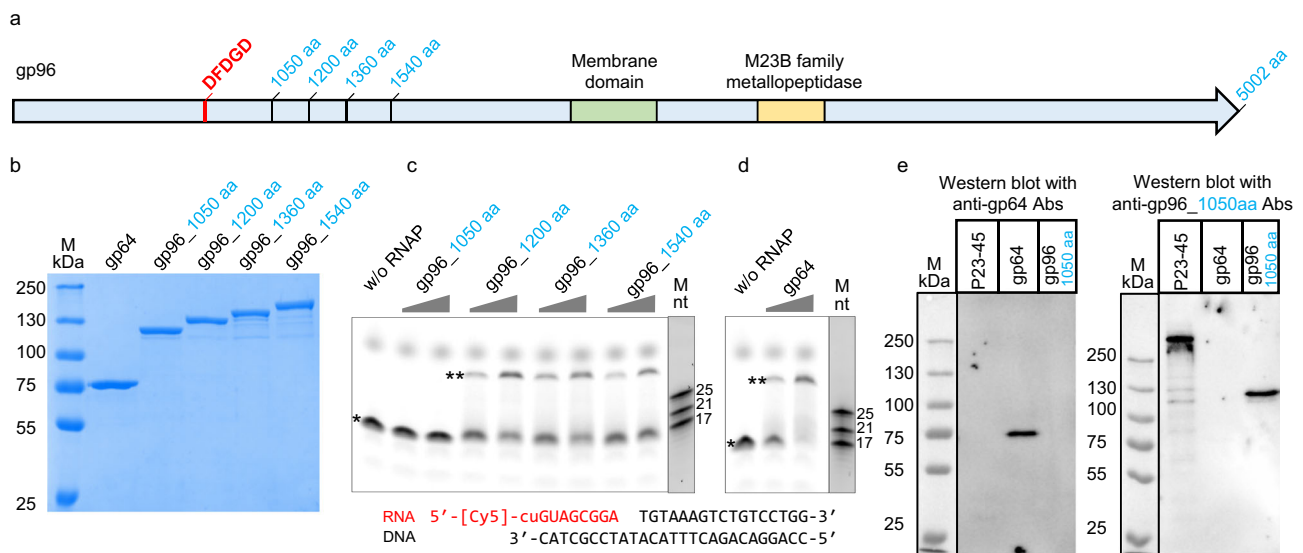 a
gp96
DFDGD
1050 aa
1200 aa
1360 aa
1540 aa
Membrane
domain
M23B family
metallopeptidase
5002 aa
b
M
kDa
gp64
gp96_1050 aa
gp96_1200 aa
gp96_1360 aa
gp96_1540 aa
250
130
100
75
55
25
c
w/o RNAP
gp96_1050 aa
gp96_1200 aa
gp96_1360 aa
gp96_1540 aa
M
nt
**
*
25
21
17
d
w/o RNAP
gp64
M
nt
**
*
25
21
17
RNA 5’-[Cy5]-cuGUAGCGGA TGTAAAGTCTGTCCTGG-3’
DNA 3’-CATCGCCTATACATTTCAGACAGGACC-5’
e
Western blot with
anti-gp64 Abs
M
kDa
P23-45
gp64
gp96
1050 aa
250
130
100
75
55
25
Western blot with
anti-gp96_1050aa Abs
M
kDa
P23-45
gp64
gp96
1050 aa
250
130
100
75
55
25